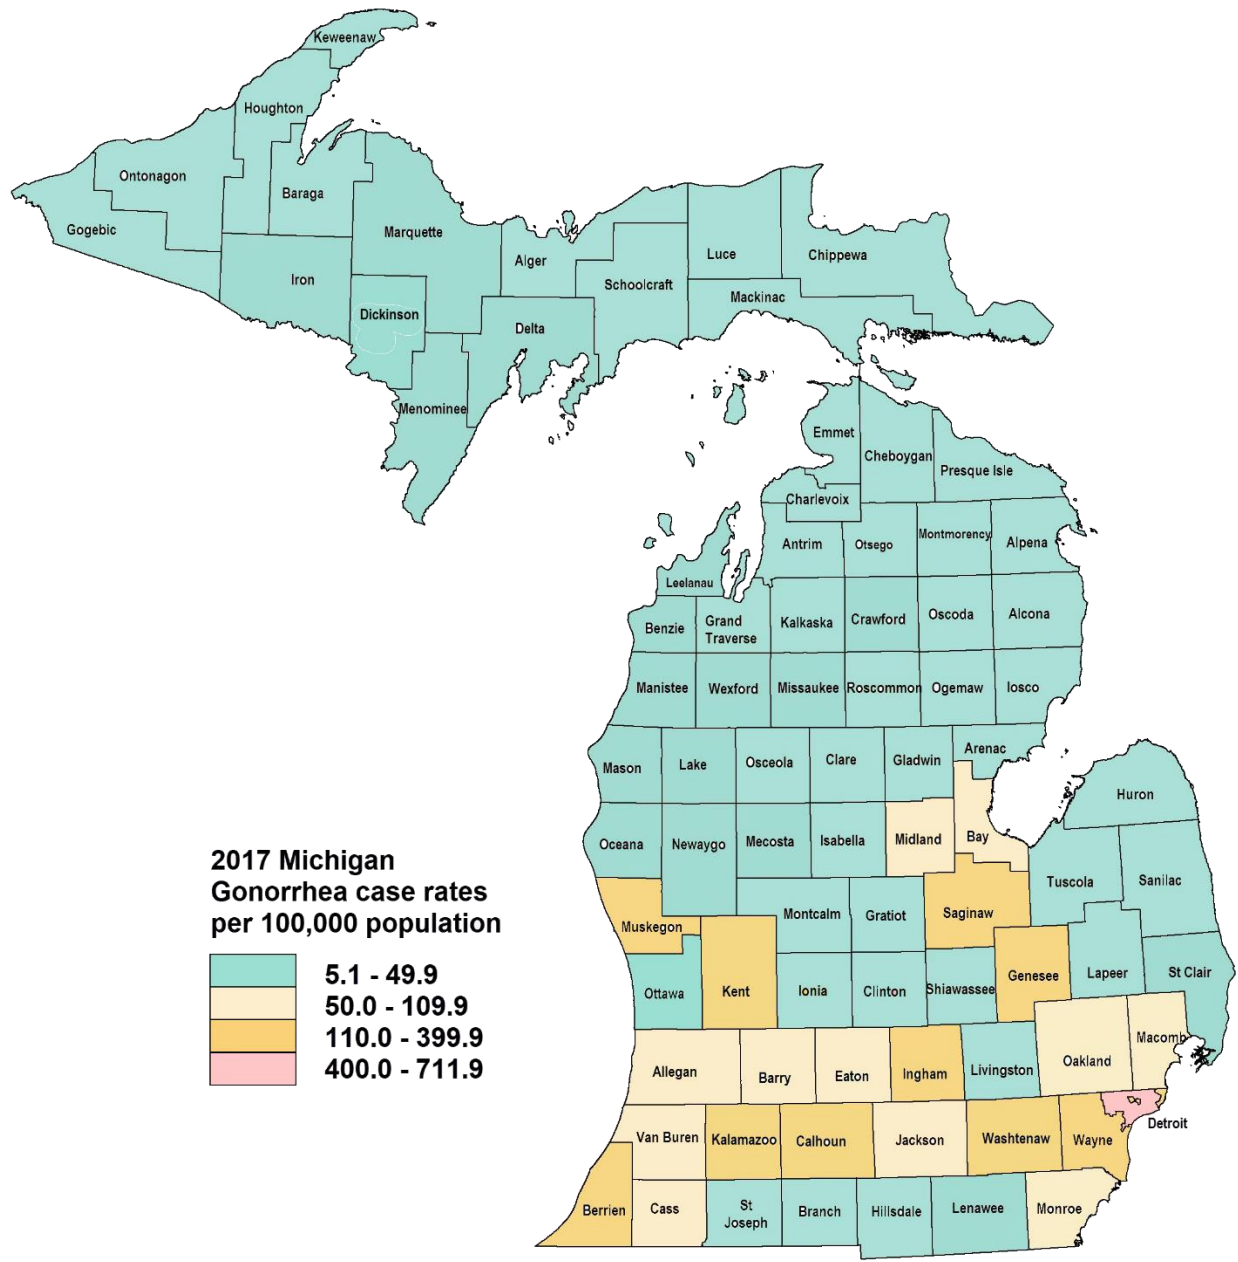 Keweenaw
Houghton
Ontonagon
Baraga
Gogebic
Marquette
Alger
Luce
Chippewa
Iron
Schoolcraft
Mackinac
Dickinson
Delta
Menominee
Emmet
Cheboygan
Presque Isle
Charlevoix
Antrim
Otsego
Montmorency
Alpena
Leelanau
Benzie
Grand
Traverse
Kalkaska
Crawford
Oscoda
Alcona
Manistee
Wexford
Missaukee
Roscommon
Ogemaw
Iosco
Mason
Lake
Osceola
Clare
Gladwin
Arenac
Huron
Oceana
Newaygo
Mecosta
Isabella
Midland
Bay
Tuscola
Sanilac
Muskegon
Montcalm
Gratiot
Saginaw
Ottawa
Kent
Ionia
Clinton
Shiawassee
Genesee
Lapeer
St Clair
Allegan
Barry
Eaton
Ingham
Livingston
Oakland
Macomb
Van Buren
Kalamazoo
Calhoun
Jackson
Washtenaw
Wayne
Detroit
Berrien
Cass
St
Joseph
Branch
Hillsdale
Lenawee
Monroe
2017 Michigan
Gonorrhea case rates
per 100,000 population
5.1 - 49.9
50.0 - 109.9
110.0 - 399.9
400.0 - 711.9